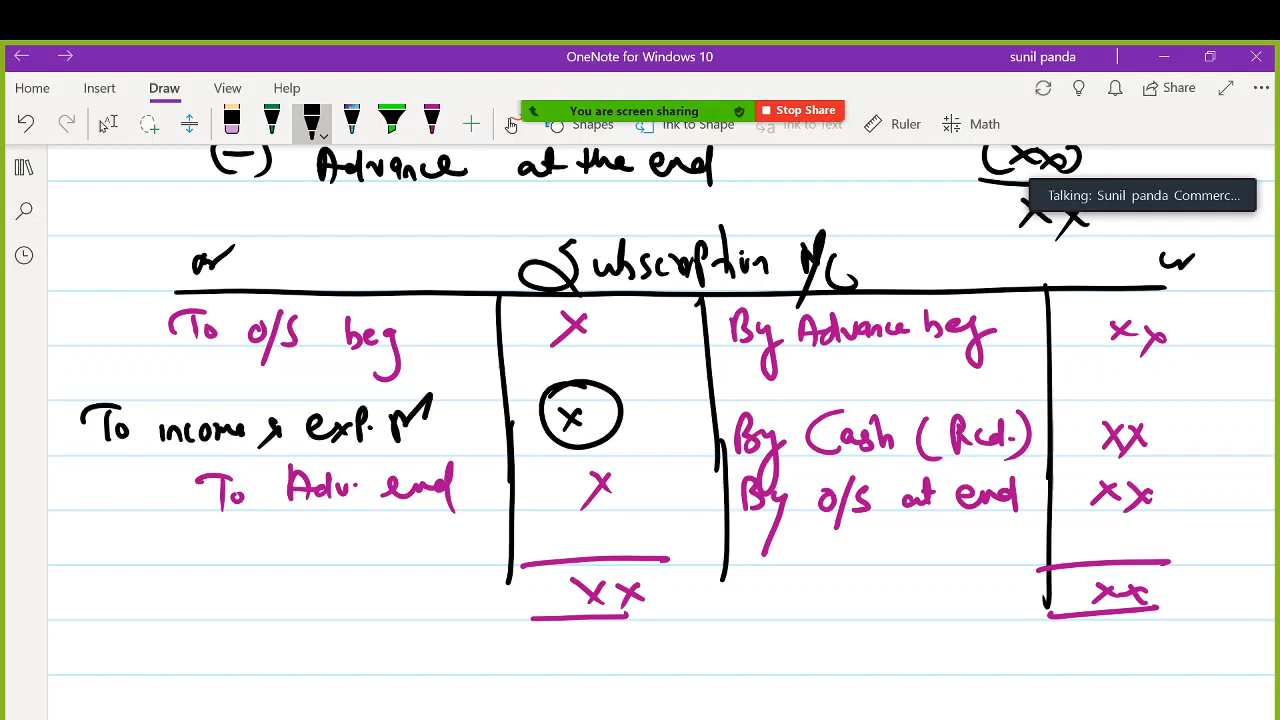 OneNote for Windows 10
sunil panda
Home Insert Draw View Help
Share
You are screen sharing
Stop Share
Shapes Ink to Shape Ink to Text Ruler Math
(-) Advance at the end (xx)
Talking: Sunil panda Commerc...
xx
Dr Subscription A/c Cr
To O/S beg x By Advance beg xx
To income & exp. A/c x By Cash (Rcd.) xx
To Adv. end x By O/S at end xx
xx xx